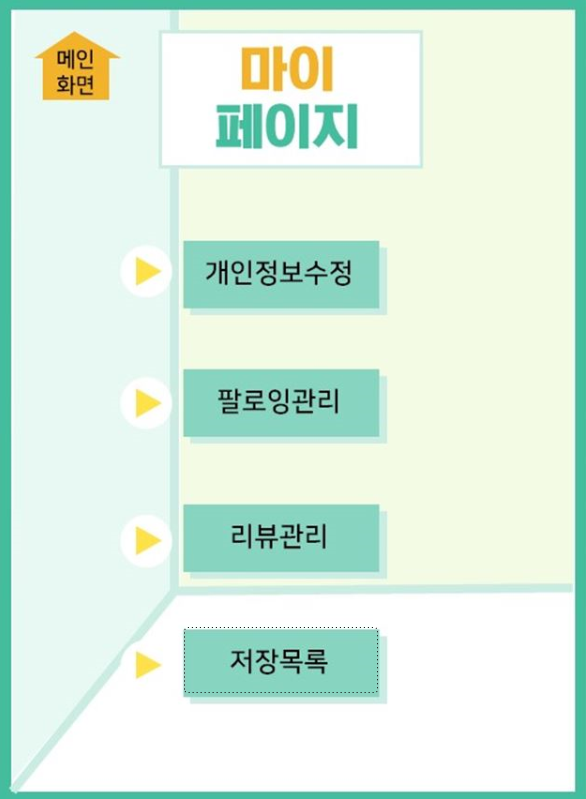 메인
화면
마이
페이지
개인정보수정
팔로잉관리
리뷰관리
저장목록